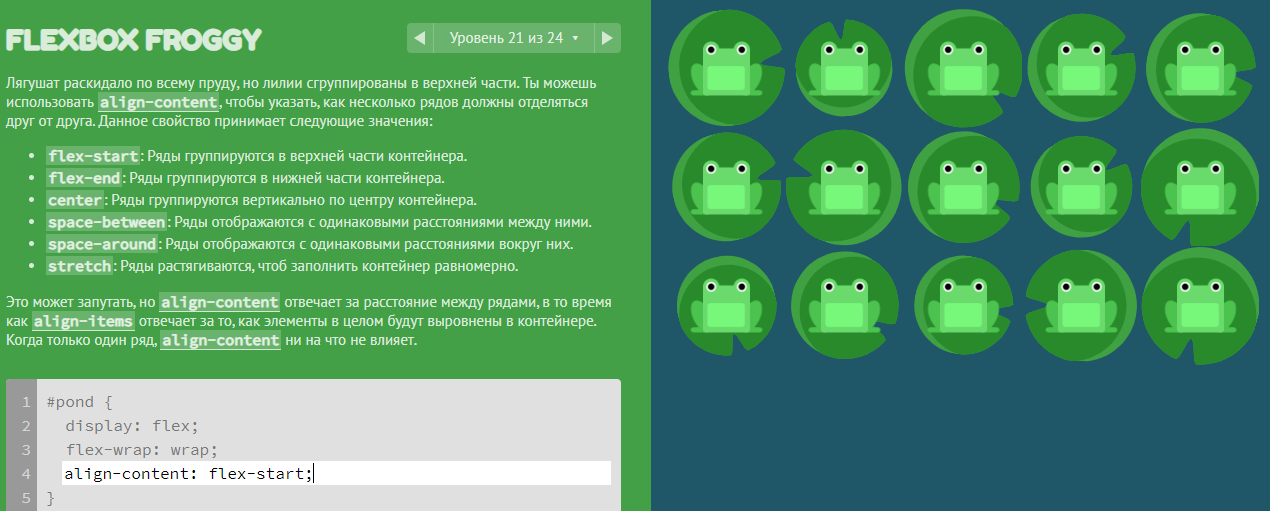 FLEXBOX FROGGY
Уровень 21 из 24
Лягушат раскидало по всему пруду, но лилии сгруппированы в верхней части. Ты можешь
использовать align-content, чтобы указать, как несколько рядов должны отделяться
друг от друга. Данное свойство принимает следующие значения:
• flex-start: Ряды группируются в верхней части контейнера.
• flex-end: Ряды группируются в нижней части контейнера.
• center: Ряды группируются вертикально по центру контейнера.
• space-between: Ряды отображаются с одинаковыми расстояниями между ними.
• space-around: Ряды отображаются с одинаковыми расстояниями вокруг них.
• stretch: Ряды растягиваются, чтоб заполнить контейнер равномерно.
Это может запутать, но align-content отвечает за расстояние между рядами, в то время
как align-items отвечает за то, как элементы в целом будут выровнены в контейнере.
Когда только один ряд, align-content ни на что не влияет.
1 #pond {
2 display: flex;
3 flex-wrap: wrap;
4 align-content: flex-start;
5 }